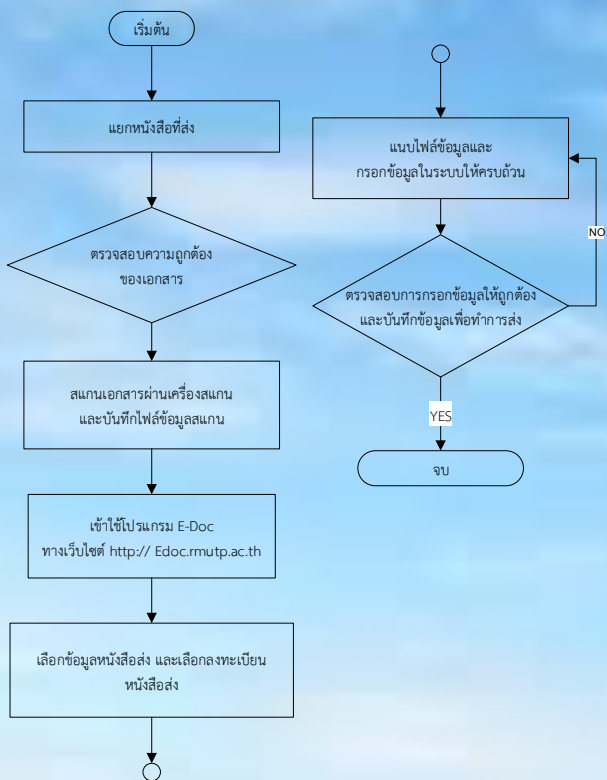 เริ่มต้น
แยกหนังสือที่ส่ง
ตรวจสอบความถูกต้อง
ของเอกสาร
สแกนเอกสารผ่านเครื่องสแกน
และบันทึกไฟล์ข้อมูลสแกน
เข้าใช้โปรแกรม E-Doc
ทางเว็บไซต์ http:// Edoc.rmutp.ac.th
เลือกข้อมูลหนังสือส่ง และเลือกลงทะเบียน
หนังสือส่ง
แนบไฟล์ข้อมูลและ
กรอกข้อมูลในระบบให้ครบถ้วน
NO
ตรวจสอบการกรอกข้อมูลให้ถูกต้อง
และบันทึกข้อมูลเพื่อทำการส่ง
YES
จบ